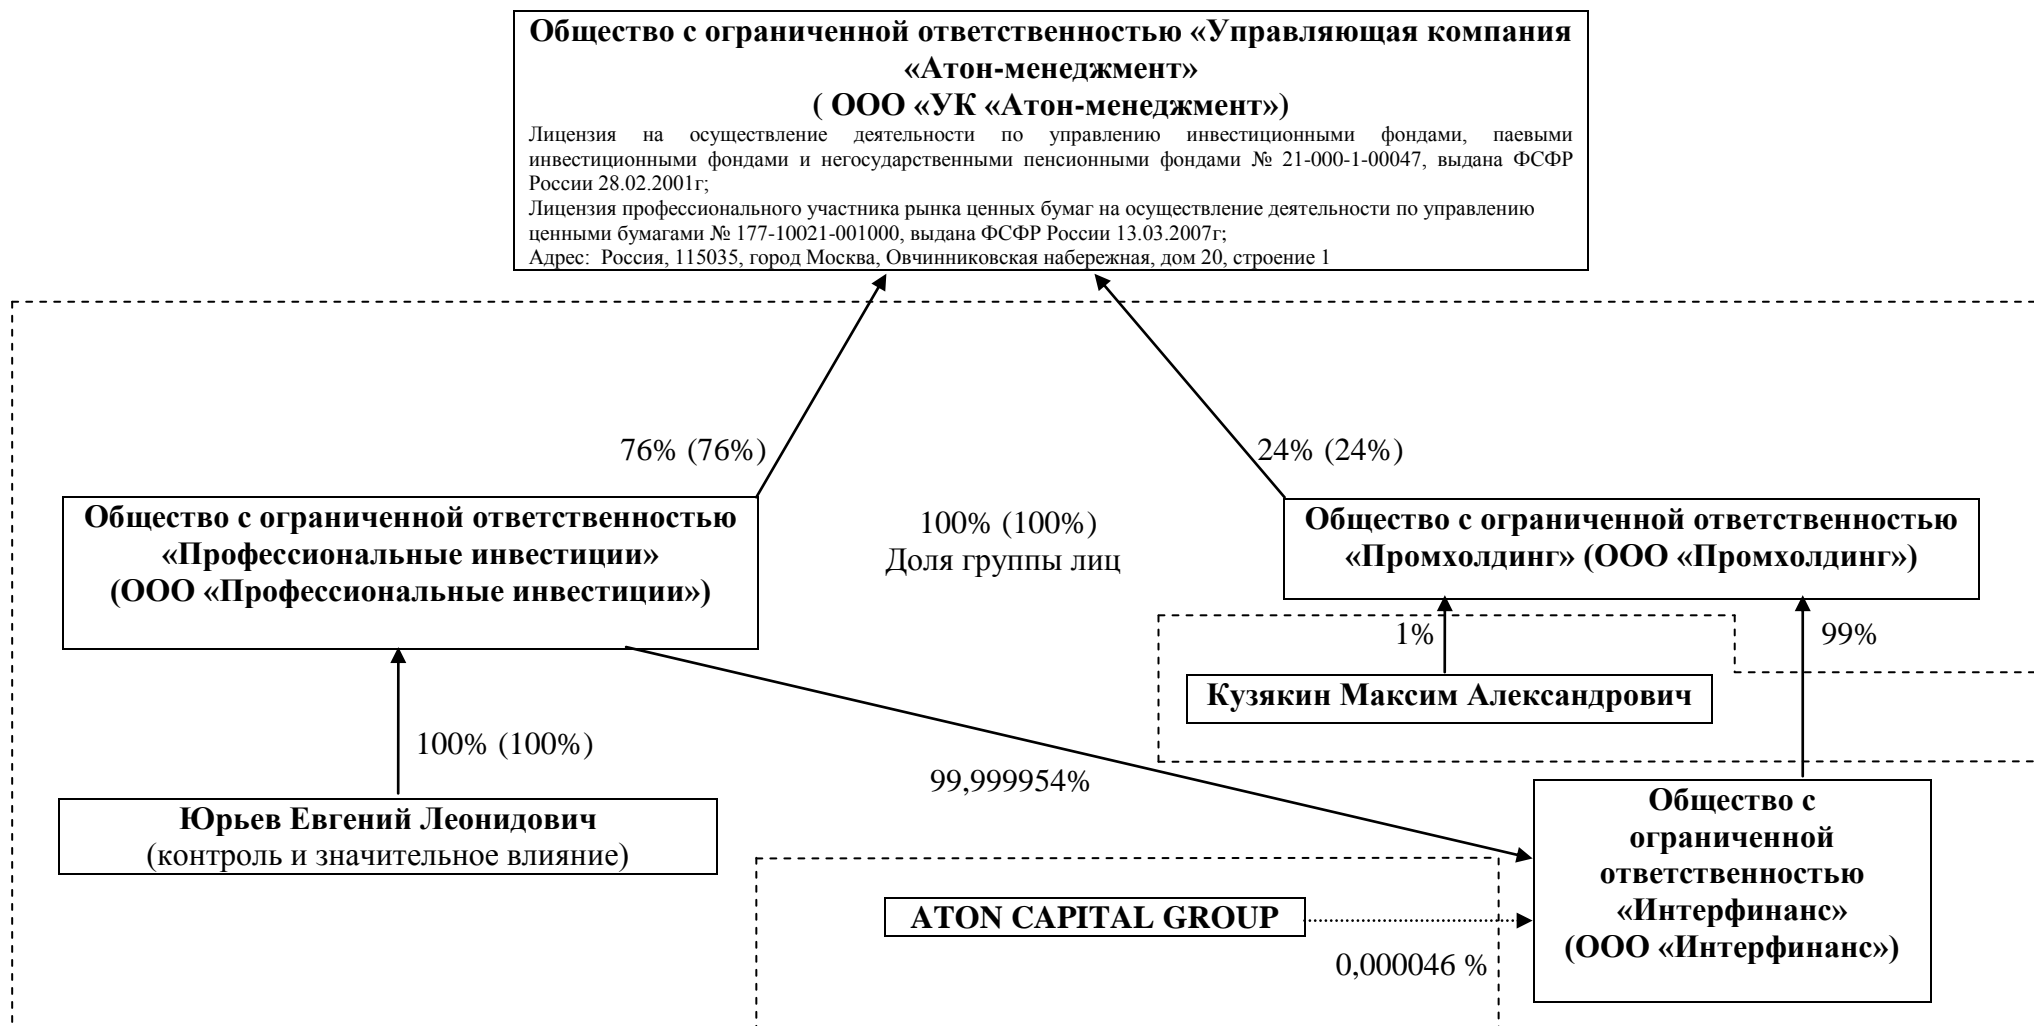 Общество с ограниченной ответственностью «Управляющая компания
«Атон-менеджмент»
( ООО «УК «Атон-менеджмент»)
Лицензия на осуществление деятельности по управлению инвестиционными фондами, паевыми
инвестиционными фондами и негосударственными пенсионными фондами № 21-000-1-00047, выдана ФСФР
России 28.02.2001г;
Лицензия профессионального участника рынка ценных бумаг на осуществление деятельности по управлению
ценными бумагами № 177-10021-001000, выдана ФСФР России 13.03.2007г;
Адрес: Россия, 115035, город Москва, Овчинниковская набережная, дом 20, строение 1
76% (76%)
24% (24%)
Общество с ограниченной ответственностью
«Профессиональные инвестиции»
(ООО «Профессиональные инвестиции»)
100% (100%)
Доля группы лиц
Общество с ограниченной ответственностью
«Промхолдинг» (ООО «Промхолдинг»)
1%
99%
Кузякин Максим Александрович
100% (100%)
99,999954%
Юрьев Евгений Леонидович
(контроль и значительное влияние)
Общество с
ограниченной
ответственностью
«Интерфинанс»
(ООО «Интерфинанс»)
ATON CAPITAL GROUP
0,000046 %